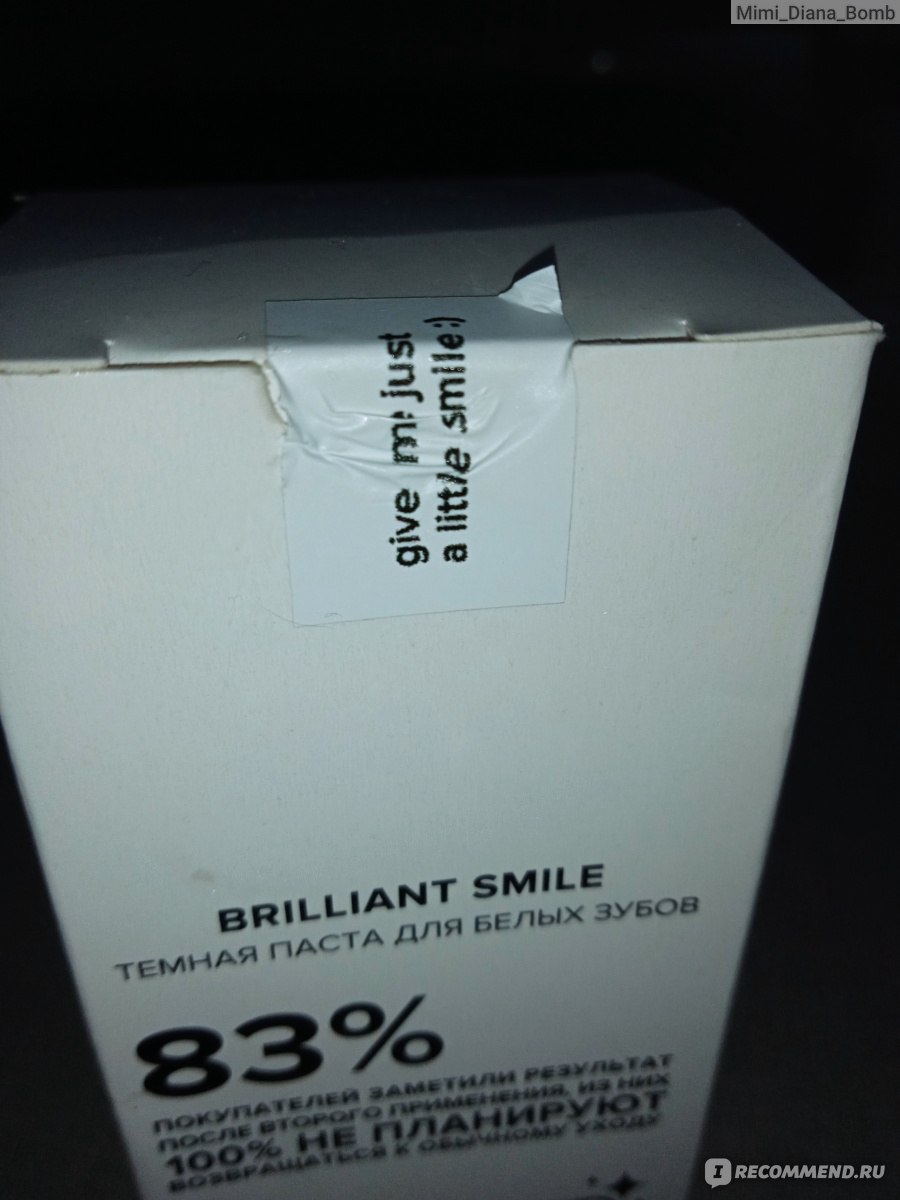 Mimi_Diana_Bomb
give me just
a little smile:)
BRILLIANT SMILE
ТЕМНАЯ ПАСТА ДЛЯ БЕЛЫХ ЗУБОВ
83%
ПОКУПАТЕЛЕЙ ЗАМЕТИЛИ РЕЗУЛЬТАТ
ПОСЛЕ ВТОРОГО ПРИМЕНЕНИЯ, ИЗ НИХ
100% НЕ ПЛАНИРУЮТ
ВОЗВРАЩАТЬСЯ К ОБЫЧНОМУ УХОДУ
IRECOMMEND.RU